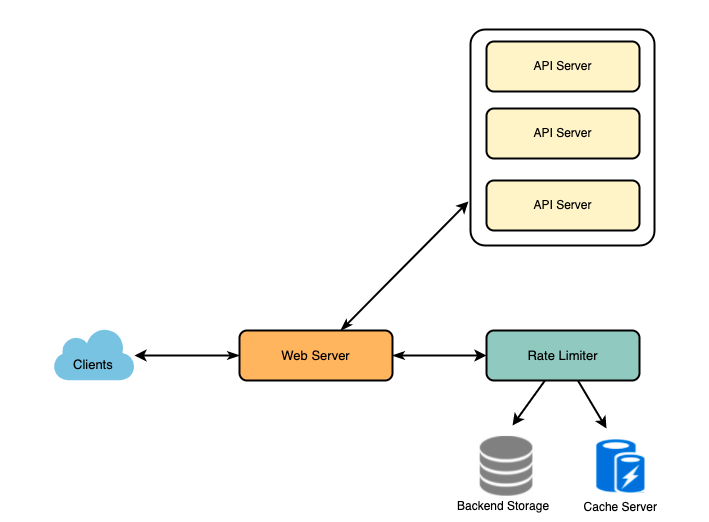 API Server
API Server
API Server
Clients
Web Server
Rate Limiter
Backend Storage
Cache Server